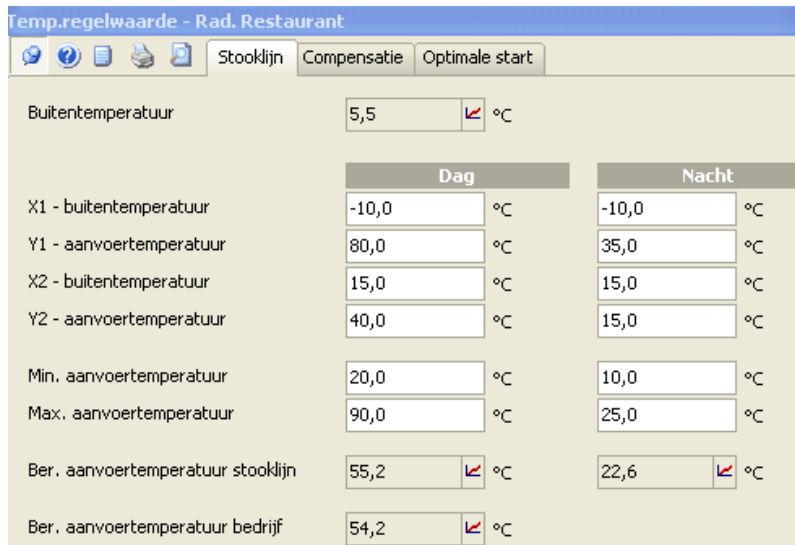 Temp.regelwaarde - Rad. Restaurant
Stooklijn Compensatie Optimale start
Buitentemperatuur 5,5 °C
Dag Nacht
X1 - buitentemperatuur -10,0 °C -10,0 °C
Y1 - aanvoertemperatuur 80,0 °C 35,0 °C
X2 - buitentemperatuur 15,0 °C 15,0 °C
Y2 - aanvoertemperatuur 40,0 °C 15,0 °C
Min. aanvoertemperatuur 20,0 °C 10,0 °C
Max. aanvoertemperatuur 90,0 °C 25,0 °C
Ber. aanvoertemperatuur stooklijn 55,2 °C 22,6 °C
Ber. aanvoertemperatuur bedrijf 54,2 °C